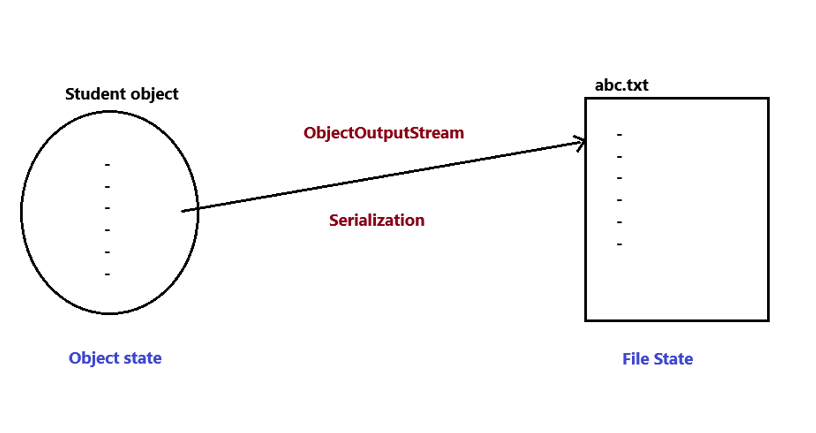 abc.txt
Student object
ObjectOutputStream
-
-
-
-
-
-
-
-
-
-
-
-
Serialization
Object state
File State